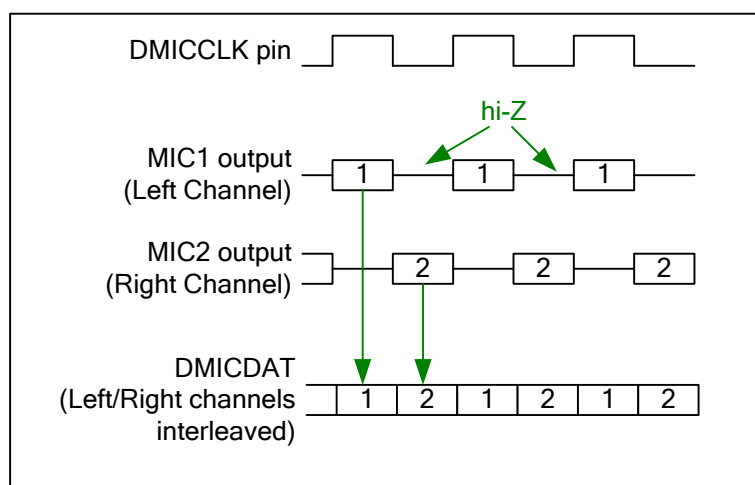 DMICCLK pin
hi-Z
MIC1 output
(Left Channel)
1 1 1
MIC2 output
(Right Channel)
2 2 2
DMICDAT
(Left/Right channels
interleaved)
1 2 1 2 1 2